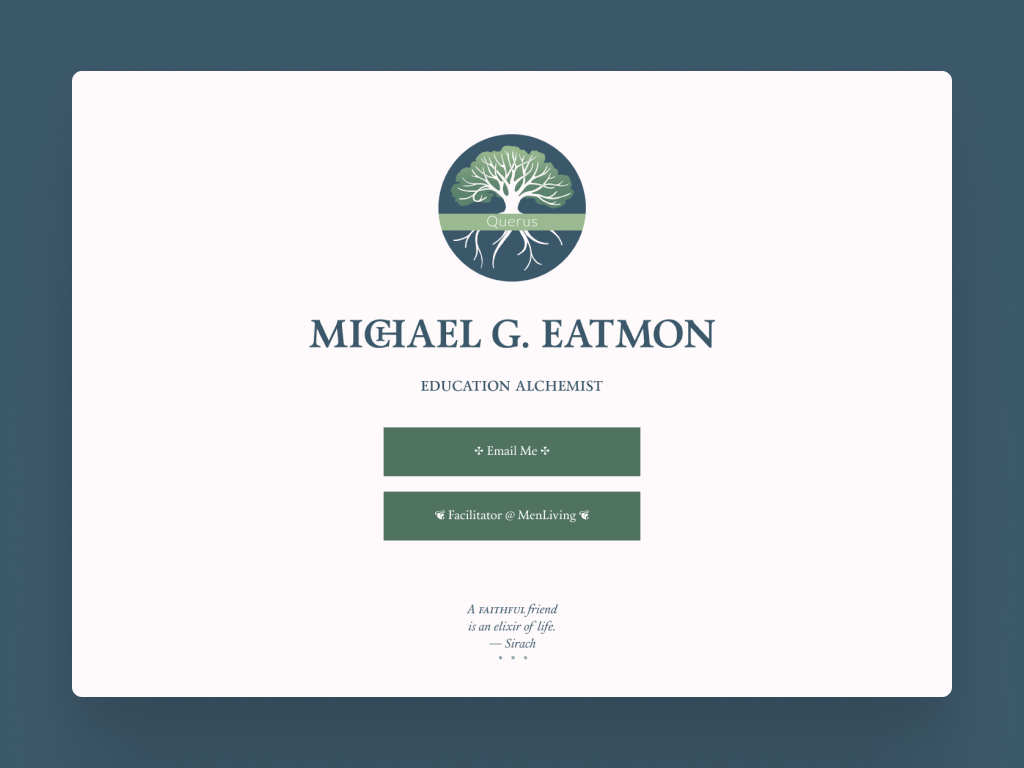 Querus
MICHAEL G. EATMON
EDUCATION ALCHEMIST
✣ Email Me ✣
❦ Facilitator @ MenLiving ❦
A FAITHFUL friend
is an elixir of life.
— Sirach
• • •